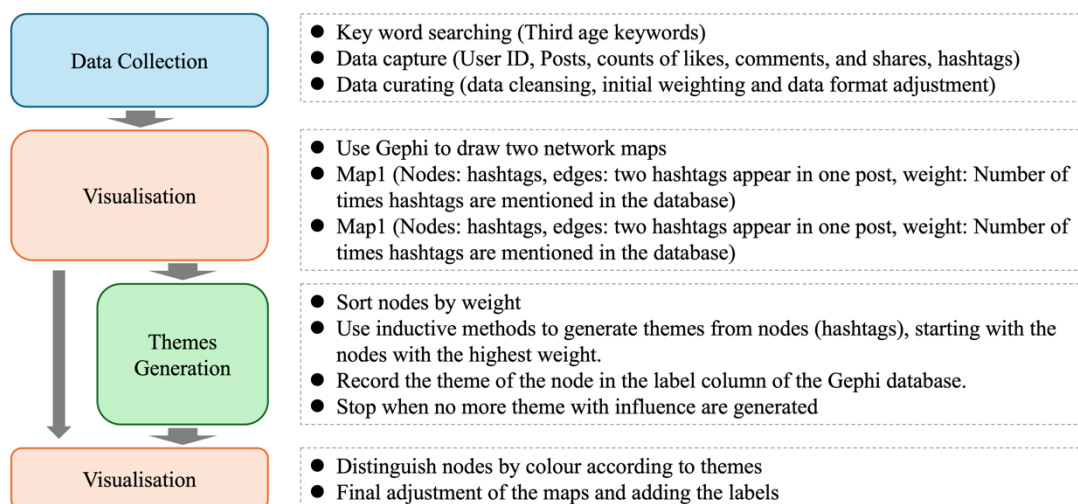 Data Collection
● Key word searching (Third age keywords)
● Data capture (User ID, Posts, counts of likes, comments, and shares, hashtags)
● Data curating (data cleansing, initial weighting and data format adjustment)
Visualisation
● Use Gephi to draw two network maps
● Map1 (Nodes: hashtags, edges: two hashtags appear in one post, weight: Number of
times hashtags are mentioned in the database)
● Map1 (Nodes: hashtags, edges: two hashtags appear in one post, weight: Number of
times hashtags are mentioned in the database)
Themes
Generation
● Sort nodes by weight
● Use inductive methods to generate themes from nodes (hashtags), starting with the
nodes with the highest weight.
● Record the theme of the node in the label column of the Gephi database.
● Stop when no more theme with influence are generated
Visualisation
● Distinguish nodes by colour according to themes
● Final adjustment of the maps and adding the labels